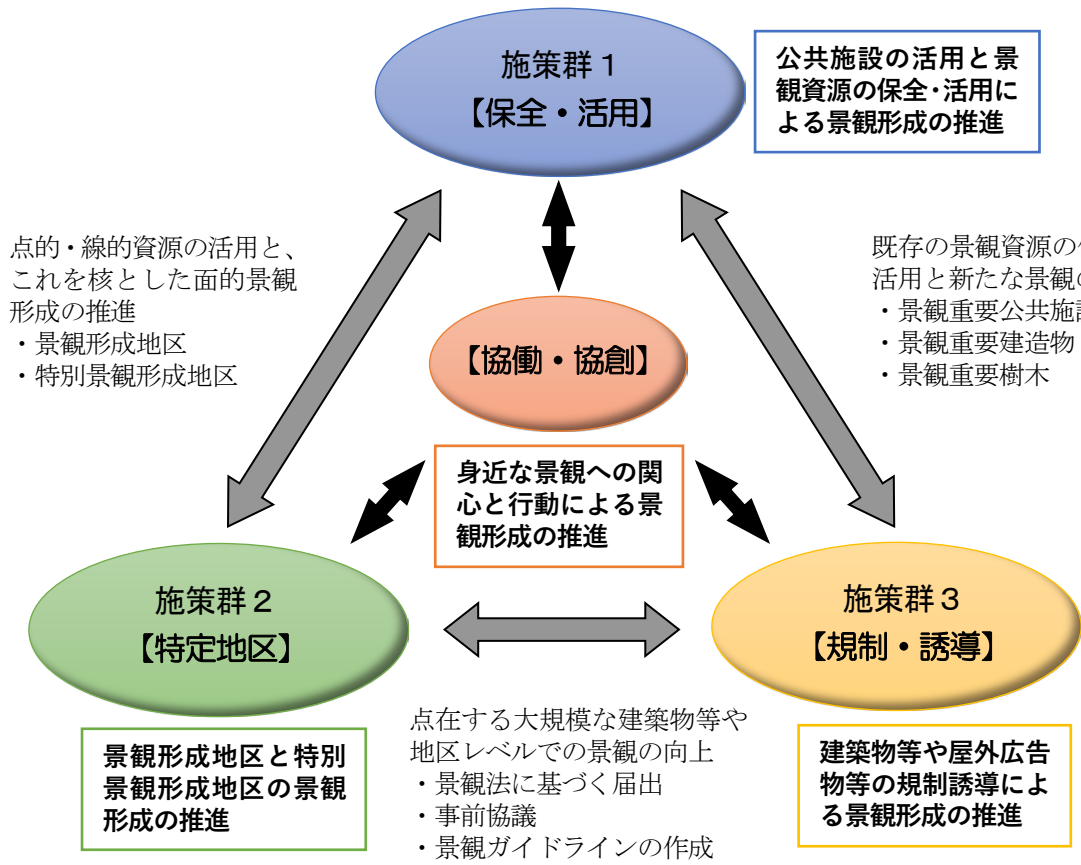 施策群１
【保全・活用】
公共施設の活用と景
観資源の保全・活用に
よる景観形成の推進
点的・線的資源の活用と、
これを核とした面的景観
形成の推進
・景観形成地区
・特別景観形成地区
既存の景観資源の
活用と新たな景観の
・景観重要公共施
・景観重要建造物
・景観重要樹木
【協働・協創】
身近な景観への関
心と行動による景
観形成の推進
施策群２
【特定地区】
景観形成地区と特別
景観形成地区の景観
形成の推進
点在する大規模な建築物等や
地区レベルでの景観の向上
・景観法に基づく届出
・事前協議
・景観ガイドラインの作成
施策群３
【規制・誘導】
建築物等や屋外広告
物等の規制誘導によ
る景観形成の推進